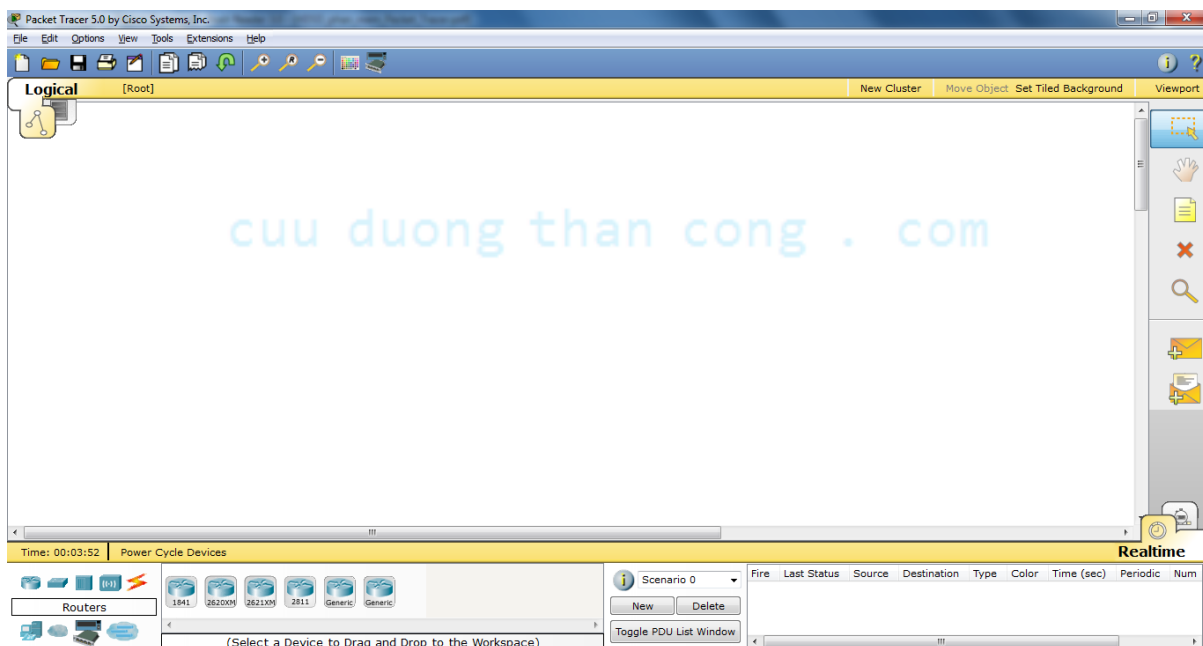 Packet Tracer 5.0 by Cisco Systems, Inc.
File Edit Options View Tools Extensions Help
Logical [Root] New Cluster Move Object Set Tiled Background Viewport
cuu duong than cong . com
Time: 00:03:52 Power Cycle Devices Realtime
Fire Last Status Source Destination Type Color Time (sec) Periodic Num
Scenario 0
Routers
1841 2620XM 2621XM 2811 Generic Generic
New Delete
Toggle PDU List Window
(Select a Device to Drag and Drop to the Workspace)